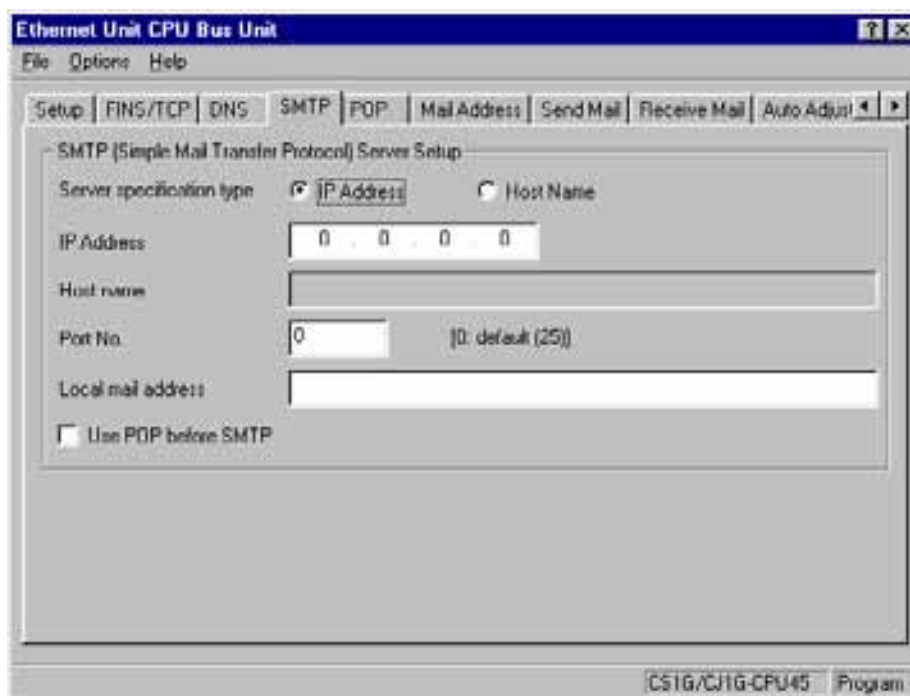 Ethernet Unit CPU Bus Unit
File Options Help
Setup FINS/TCP DNS SMTP POP Mail Address Send Mail Receive Mail Auto Adjust
SMTP (Simple Mail Transfer Protocol) Server Setup
Server specification type IP Address Host Name
IP Address 0 . 0 . 0 . 0
Host name
Port No. 0 [0: default (25)]
Local mail address
Use POP before SMTP
CS1G/CJ1G-CPU45 Program